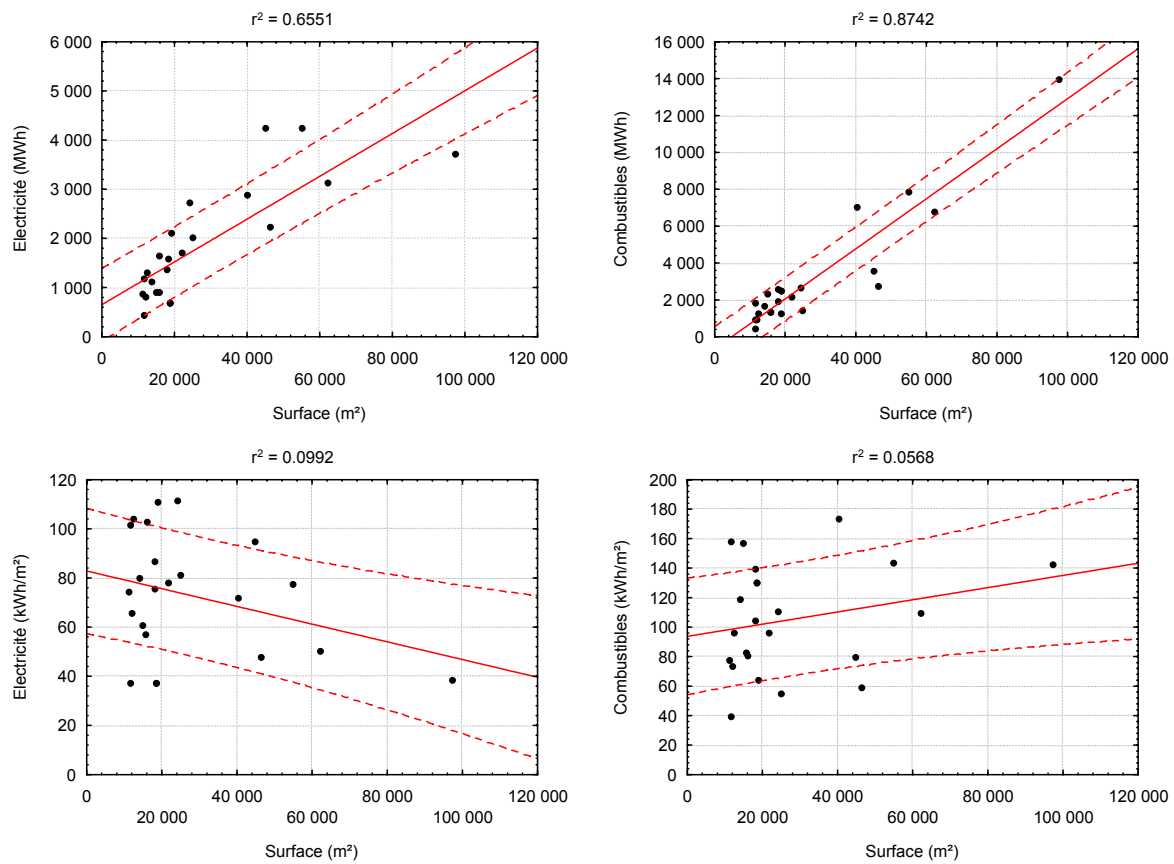 r² = 0.6551
6 000
5 000
4 000
3 000
2 000
1 000
0
Electricité (MWh)
0 40 000 80 000 120 000
20 000 60 000 100 000
Surface (m²)
r² = 0.8742
16 000
14 000
12 000
10 000
8 000
6 000
4 000
2 000
0
Combustibles (MWh)
0 40 000 80 000 120 000
20 000 60 000 100 000
Surface (m²)
r² = 0.0992
120
100
80
60
40
20
0
Electricité (kWh/m²)
0 40 000 80 000 120 000
20 000 60 000 100 000
Surface (m²)
r² = 0.0568
200
180
160
140
120
100
80
60
40
20
0
Combustibles (kWh/m²)
0 40 000 80 000 120 000
20 000 60 000 100 000
Surface (m²)